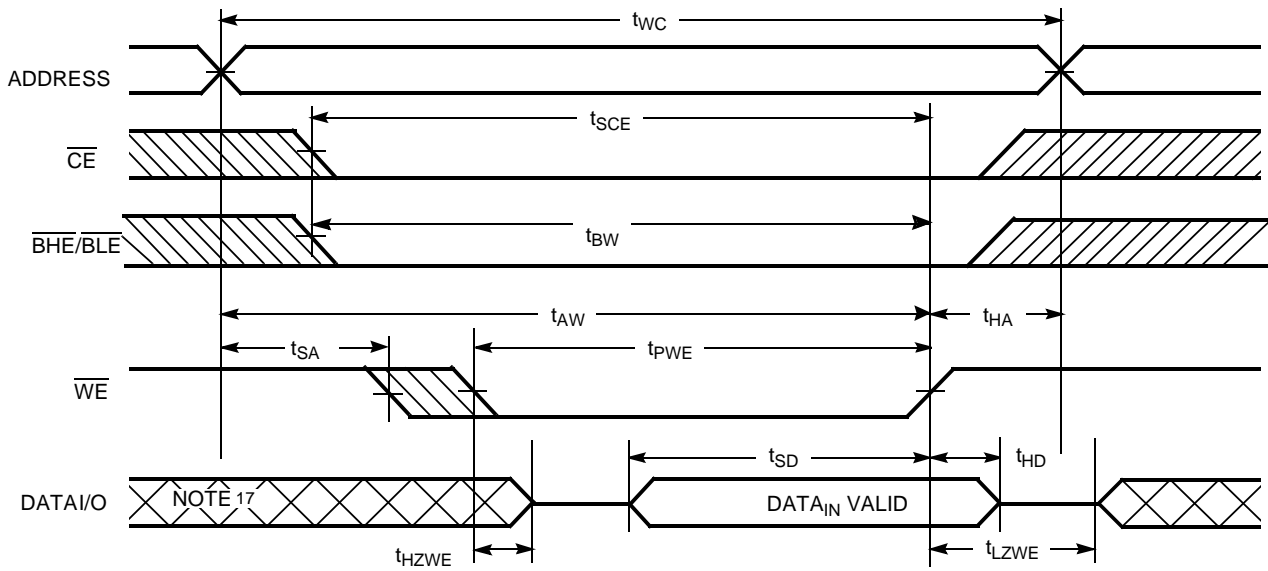 tWC
ADDRESS
tSCE
CE
tBW
BHE/BLE
tAW
tHA
tSA
tPWE
WE
tSD
tHD
DATAI/O
NOTE 17
DATAIN VALID
tHZWE
tLZWE